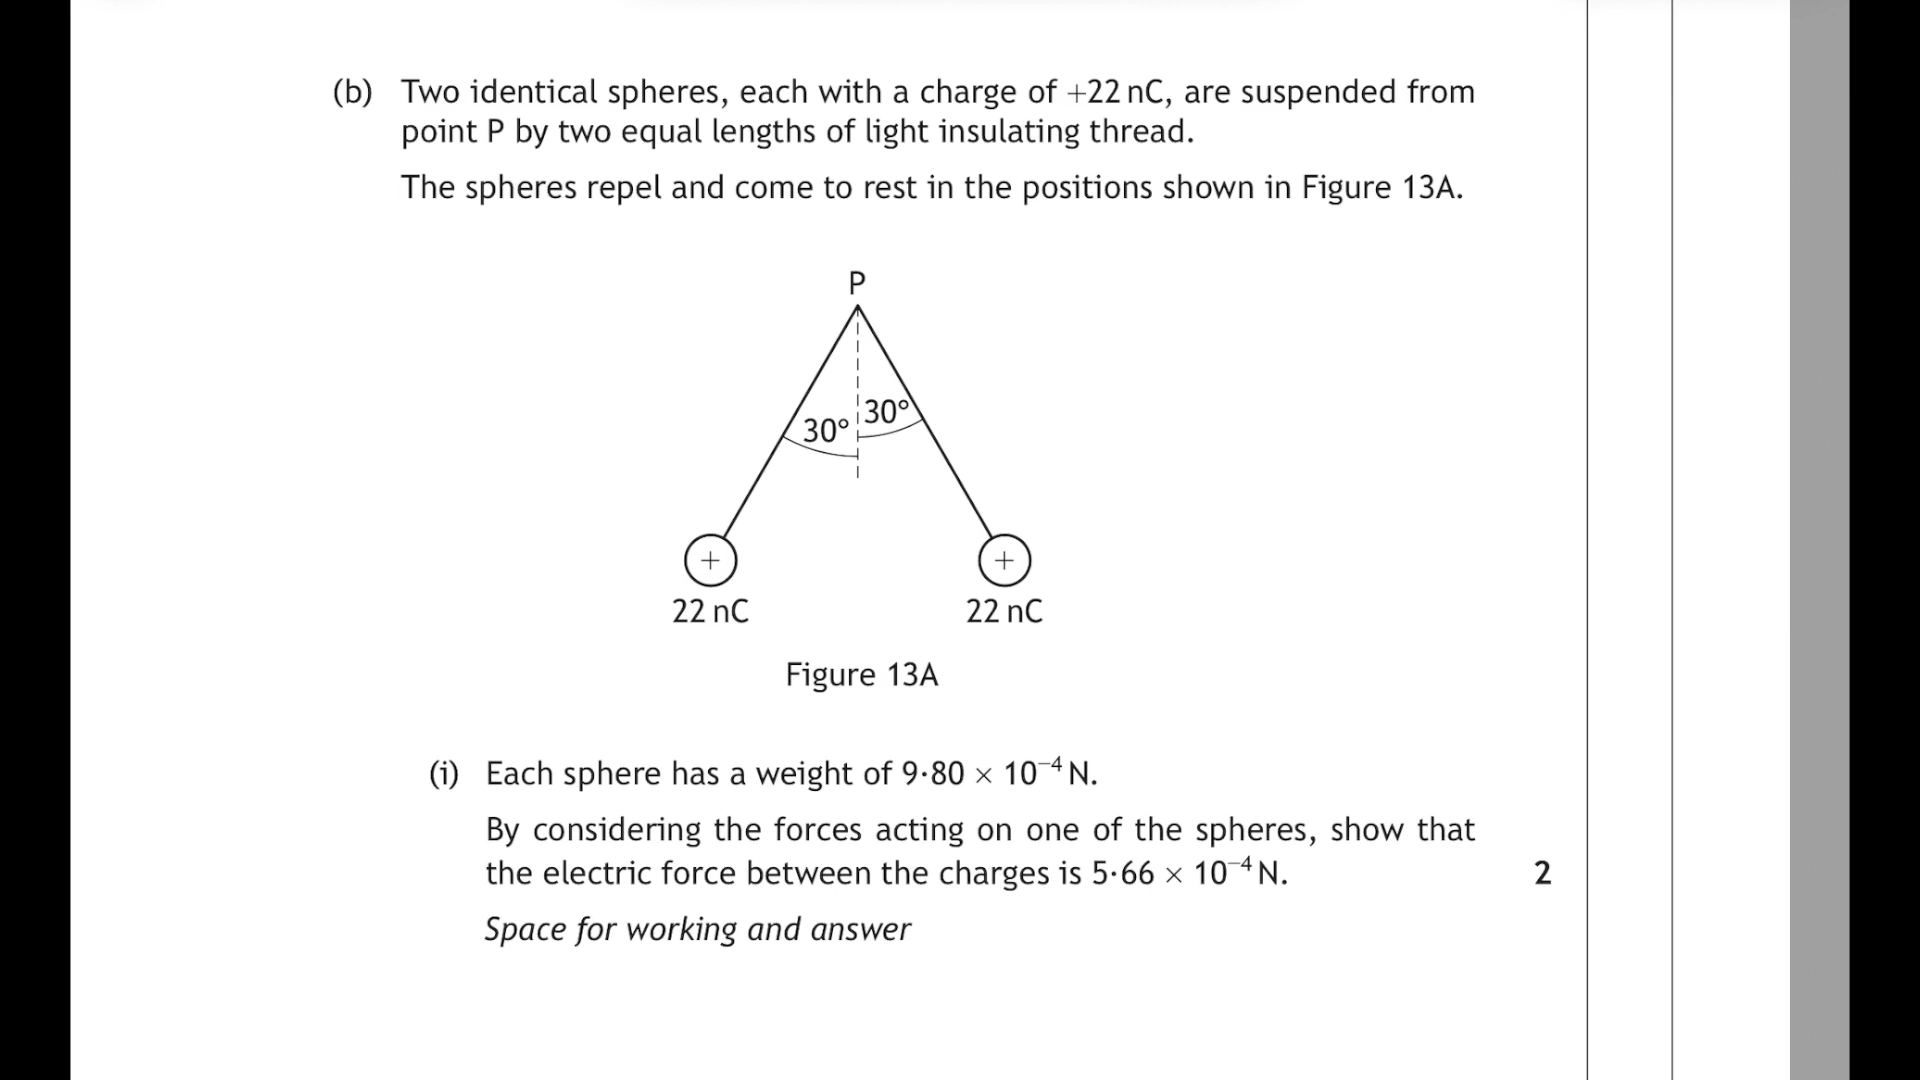 (b) Two identical spheres, each with a charge of +22 nC, are suspended from
point P by two equal lengths of light insulating thread.
The spheres repel and come to rest in the positions shown in Figure 13A.
P
30°
30°
+
+
22 nC
22 nC
Figure 13A
(i) Each sphere has a weight of 9·80 × 10⁻⁴ N.
By considering the forces acting on one of the spheres, show that
the electric force between the charges is 5·66 × 10⁻⁴ N.
2
Space for working and answer